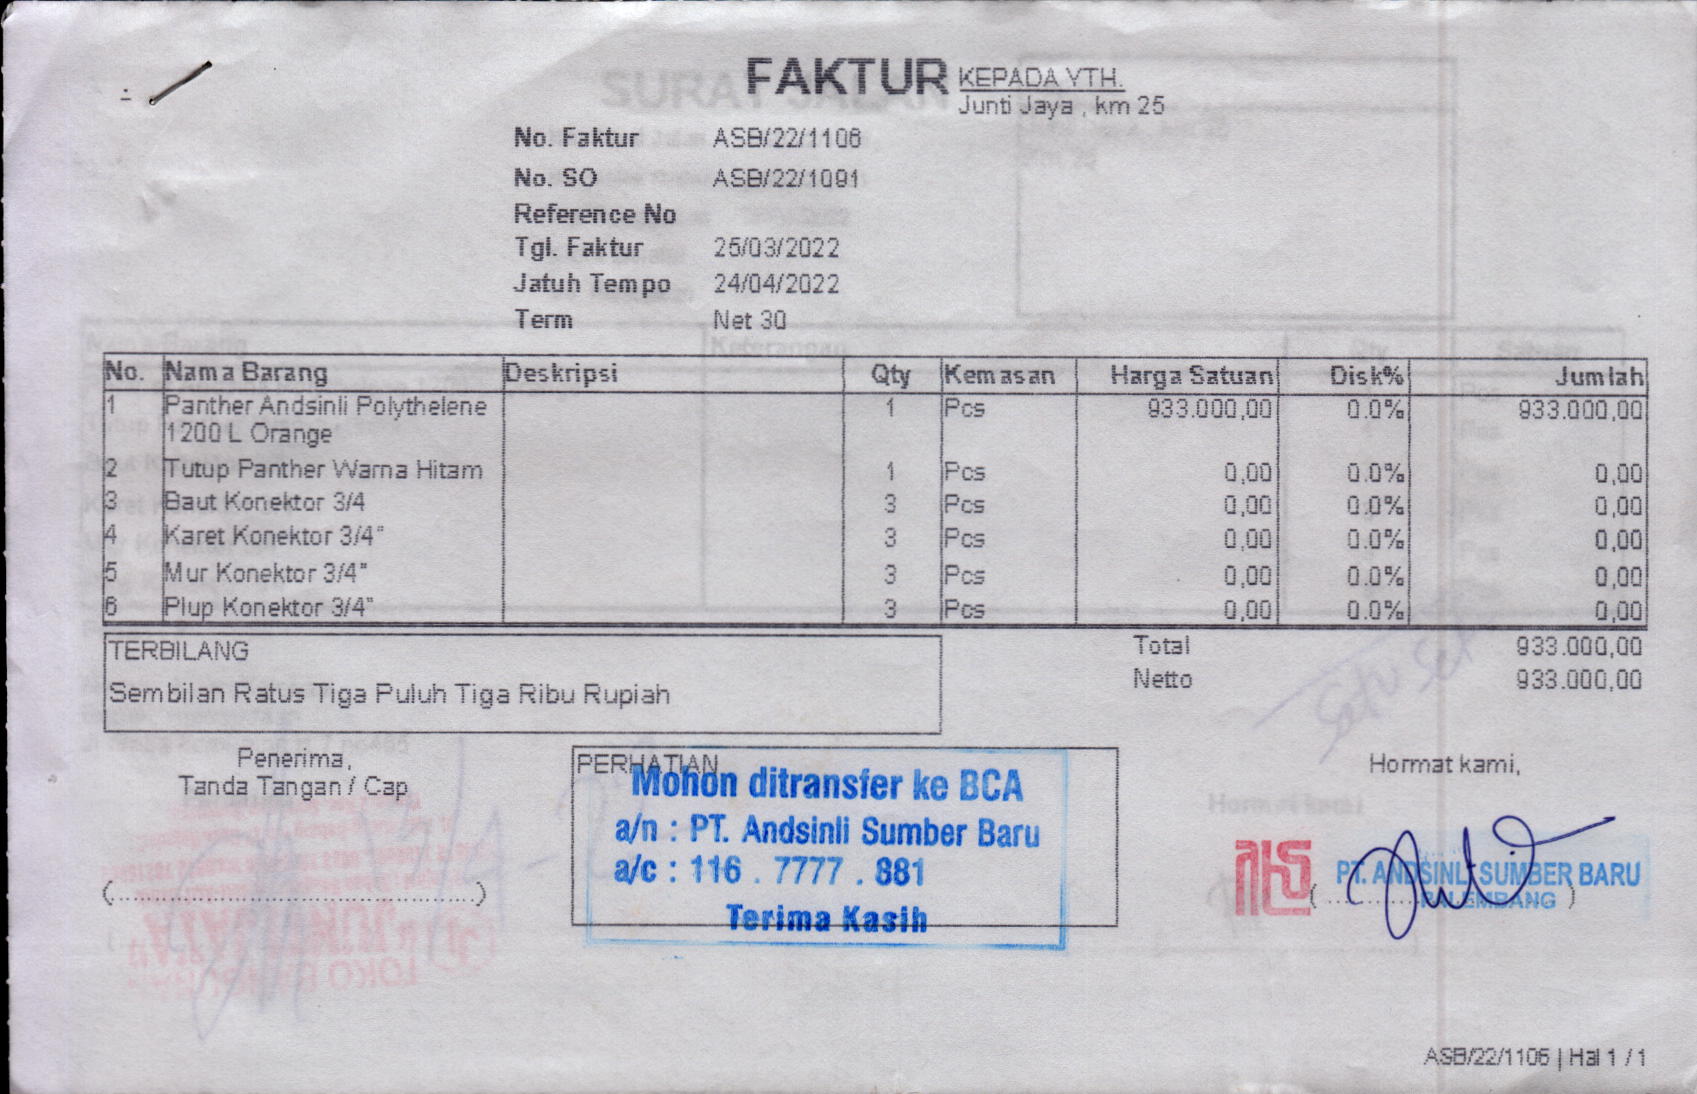 FAKTUR
KEPADA YTH.
Junti Jaya , km 25
No. Faktur ASB/22/1106
No. SO ASB/22/1091
Reference No
Tgl. Faktur 25/03/2022
Jatuh Tempo 24/04/2022
Term Net 30
No. Nama Barang Deskripsi Qty Kemasan Harga Satuan Disk% Jumlah
1 Panther Andsinli Polythelene 1 Pcs 933.000,00 0.0% 933.000,00
1200 L Orange
2 Tutup Panther Warna Hitam 1 Pcs 0,00 0.0% 0,00
3 Baut Konektor 3/4 3 Pcs 0,00 0.0% 0,00
4 Karet Konektor 3/4" 3 Pcs 0,00 0.0% 0,00
5 Mur Konektor 3/4" 3 Pcs 0,00 0.0% 0,00
6 Plup Konektor 3/4" 3 Pcs 0,00 0.0% 0,00
TERBILANG
Sembilan Ratus Tiga Puluh Tiga Ribu Rupiah
Total 933.000,00
Netto 933.000,00
Penerima,
Tanda Tangan / Cap
PERHATIAN
Mohon ditransfer ke BCA
a/n : PT. Andsinli Sumber Baru
a/c : 116 . 7777 . 881
Terima Kasih
Hormat kami,
PT. ANDSINLI SUMBER BARU
PALEMBANG
ASB/22/1106 | Hal 1 / 1